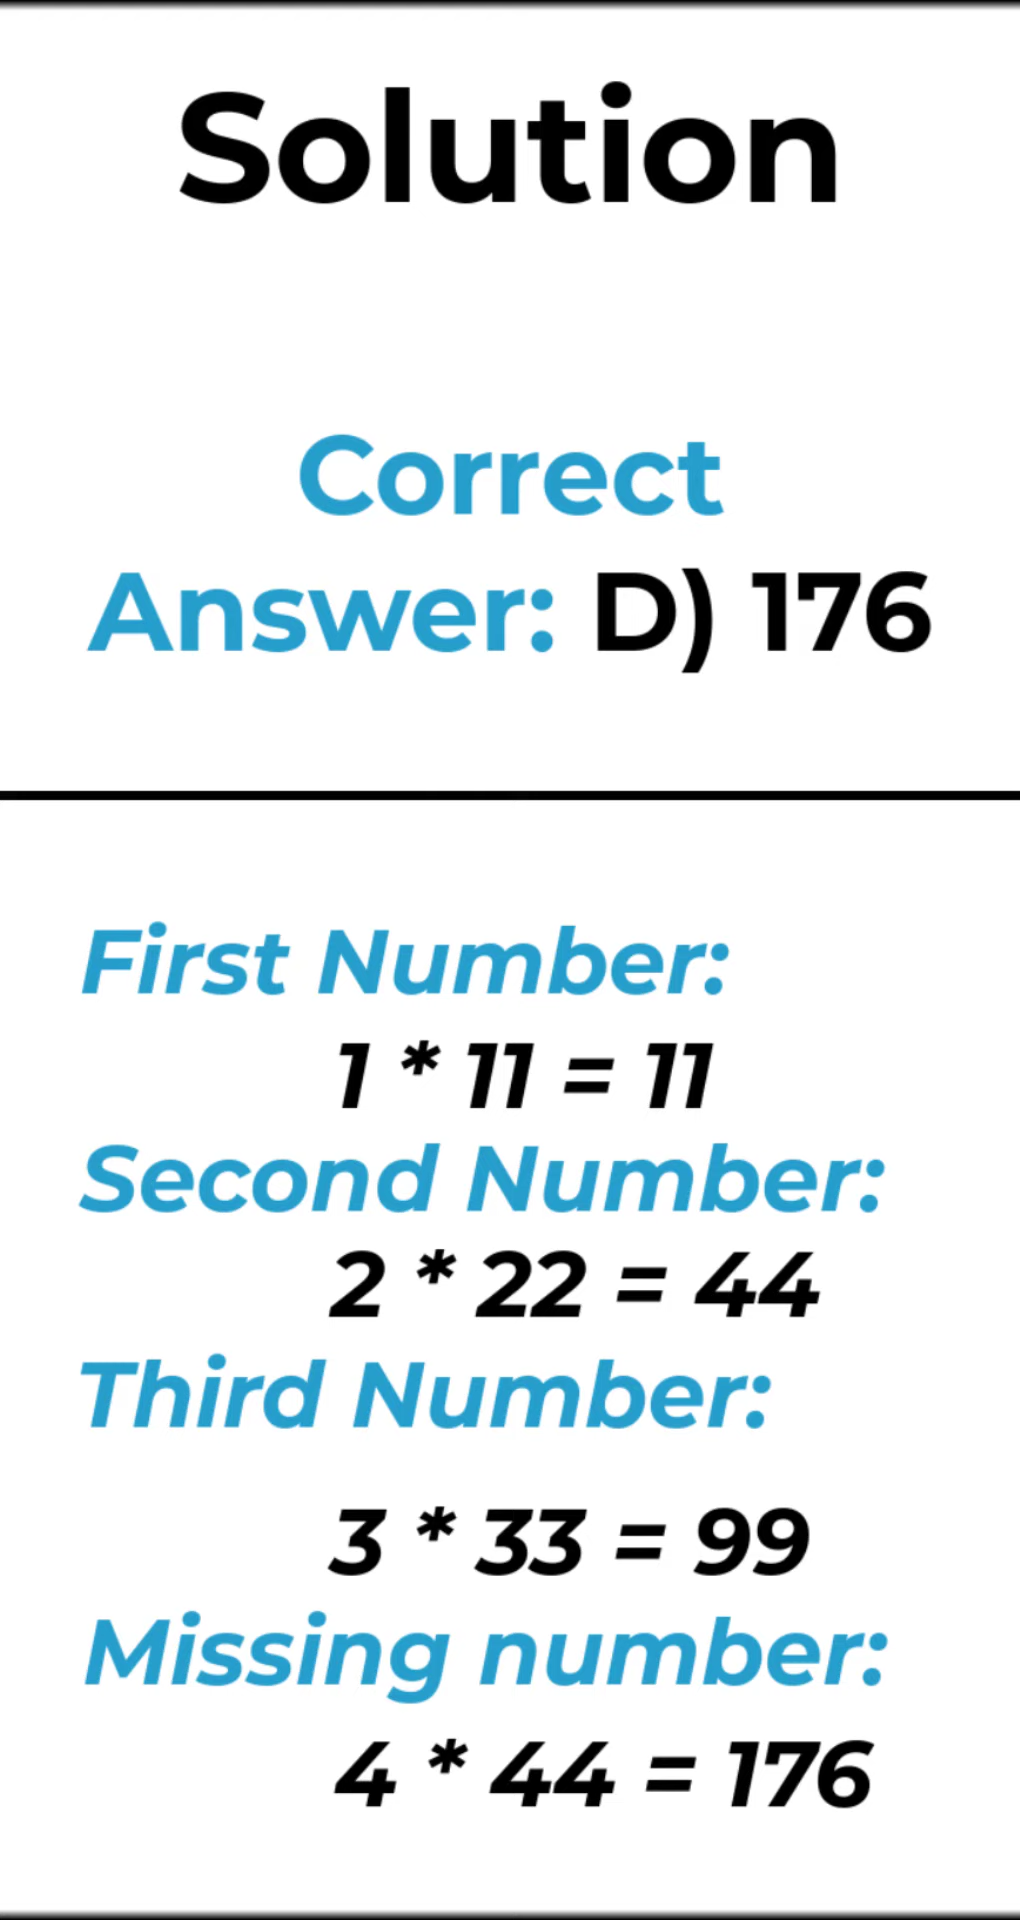 Solution
Correct
Answer: D) 176
First Number:
1 * 11 = 11
Second Number:
2 * 22 = 44
Third Number:
3 * 33 = 99
Missing number:
4 * 44 = 176